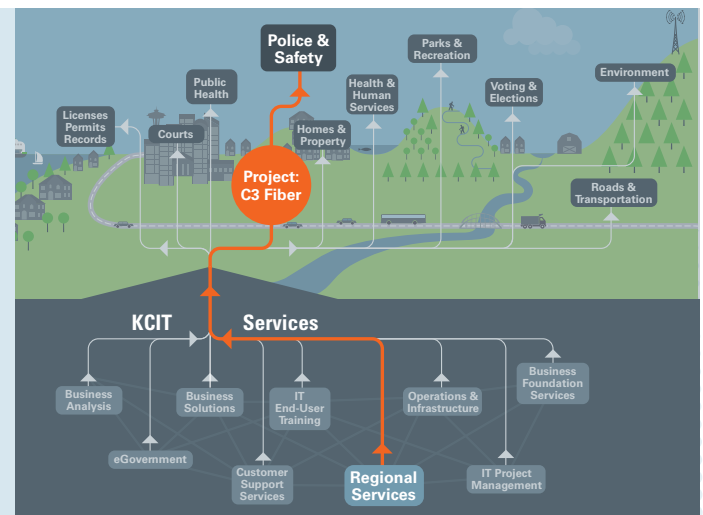 Police &
Safety
Parks &
Recreation
Public
Health
Health &
Human
Services
Voting &
Elections
Environment
Licenses
Permits
Records
Courts
Homes &
Property
Project:
C3 Fiber
Roads &
Transportation
KCIT
Services
Business
Analysis
Business
Solutions
IT
End-User
Training
Operations &
Infrastructure
Business
Foundation
Services
eGovernment
Customer
Support
Services
Regional
Services
IT Project
Management